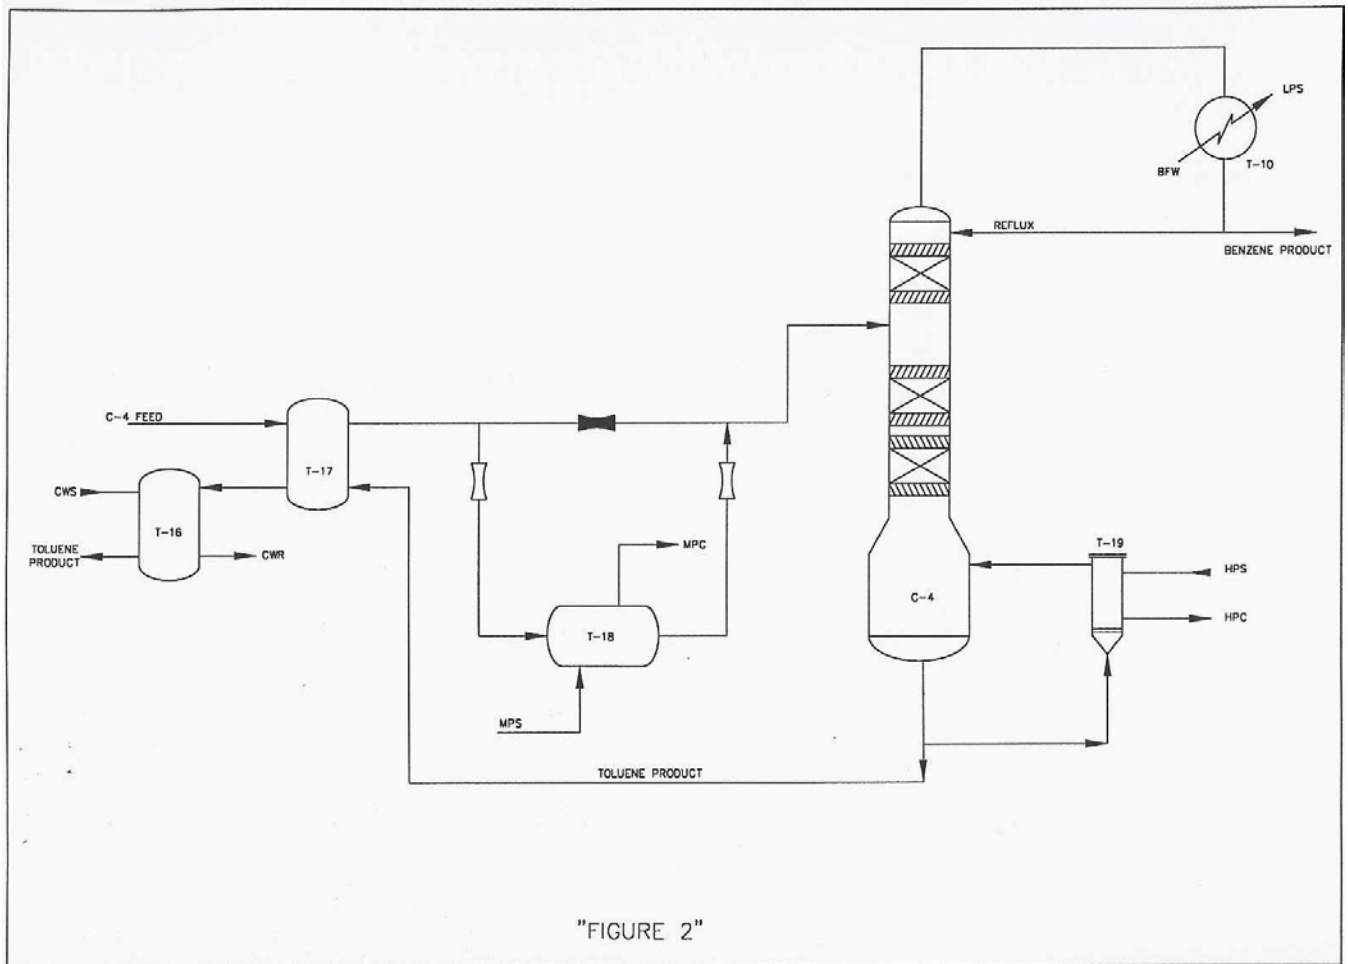 LPS
BFW
T-10
REFLUX
BENZENE PRODUCT
C-4 FEED
T-17
CWS
T-16
TOLUENE
PRODUCT
CWR
MPC
T-18
MPS
T-19
HPS
C-4
HPC
TOLUENE PRODUCT
"FIGURE 2"